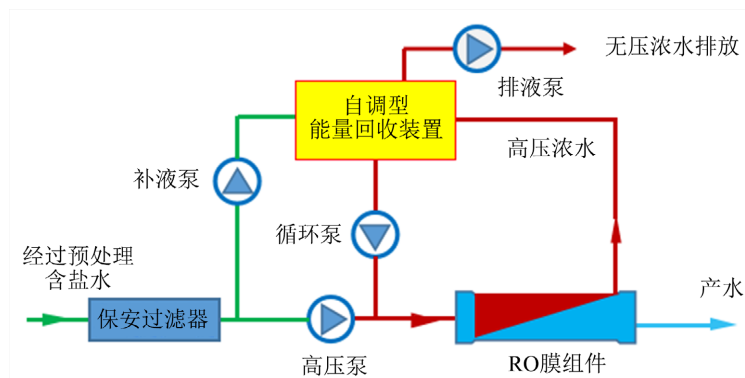 无压浓水排放
排液泵
自调型
能量回收装置
高压浓水
补液泵
循环泵
经过预处理
含盐水
保安过滤器
高压泵
RO膜组件
产水